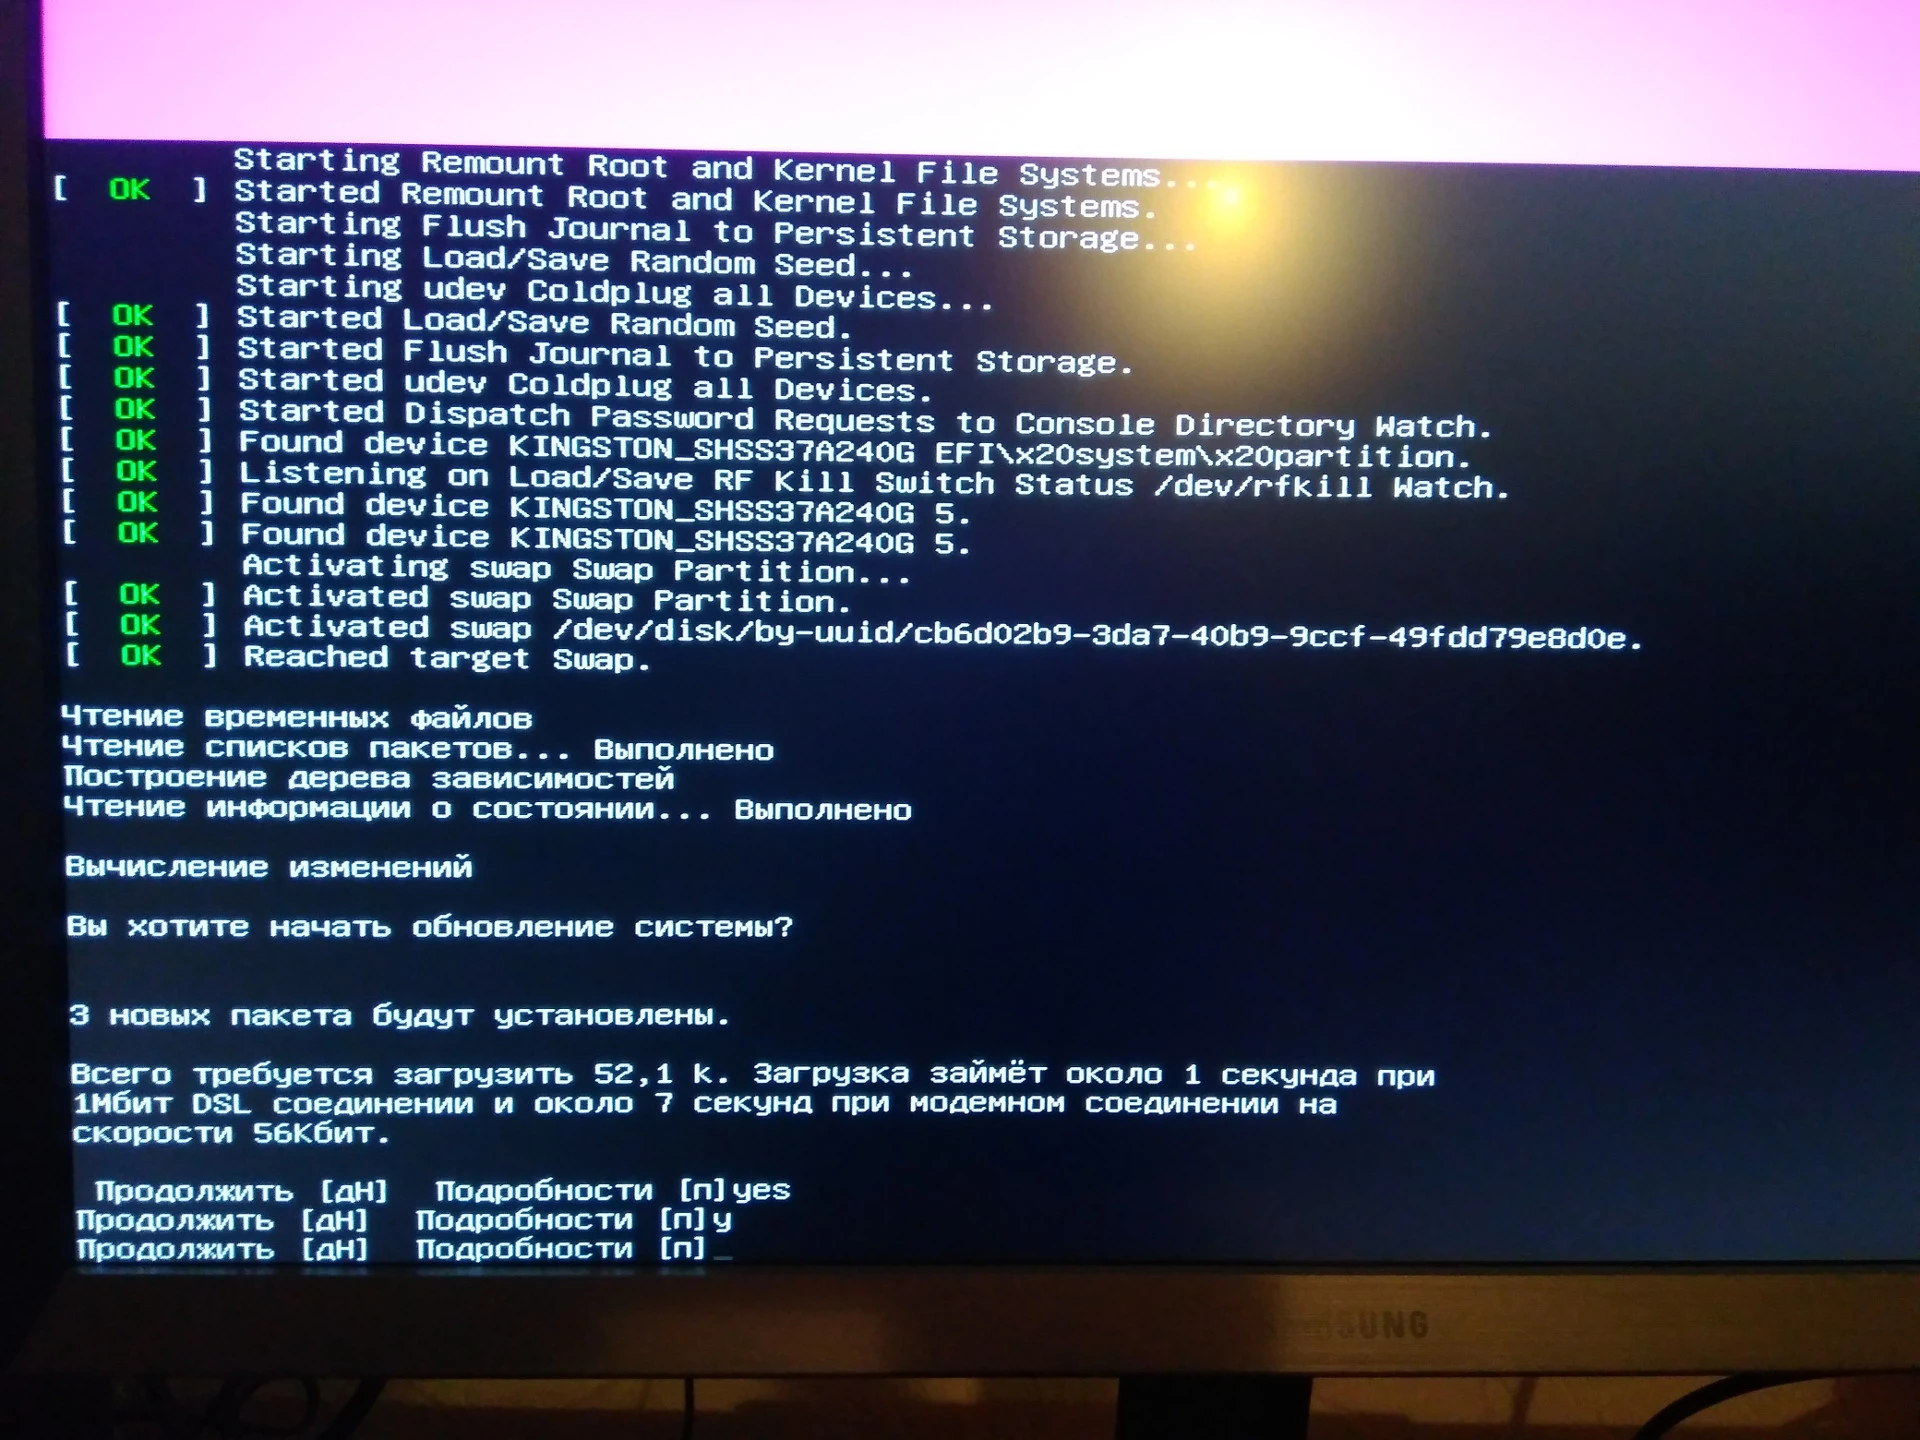 Starting Remount Root and Kernel File Systems...
[  OK  ] Started Remount Root and Kernel File Systems.
Starting Flush Journal to Persistent Storage...
Starting Load/Save Random Seed...
Starting udev Coldplug all Devices...
[  OK  ] Started Load/Save Random Seed.
[  OK  ] Started Flush Journal to Persistent Storage.
[  OK  ] Started udev Coldplug all Devices.
[  OK  ] Started Dispatch Password Requests to Console Directory Watch.
[  OK  ] Found device KINGSTON_SHSS37A240G EFI\x20system\x20partition.
[  OK  ] Listening on Load/Save RF Kill Switch Status /dev/rfkill Watch.
[  OK  ] Found device KINGSTON_SHSS37A240G 5.
[  OK  ] Found device KINGSTON_SHSS37A240G 5.
Activating swap Swap Partition...
[  OK  ] Activated swap Swap Partition.
[  OK  ] Activated swap /dev/disk/by-uuid/cb6d02b9-3da7-40b9-9ccf-49fdd79e8d0e.
[  OK  ] Reached target Swap.
Чтение временных файлов
Чтение списков пакетов... Выполнено
Построение дерева зависимостей
Чтение информации о состоянии... Выполнено
Вычисление изменений
Вы хотите начать обновление системы?
3 новых пакета будут установлены.
Всего требуется загрузить 52,1 k. Загрузка займёт около 1 секунда при
1Мбит DSL соединении и около 7 секунд при модемном соединении на
скорости 56Кбит.
Продолжить [дН]  Подробности [п]yes
Продолжить [дН]  Подробности [п]y
Продолжить [дН]  Подробности [п]_
SAMSUNG